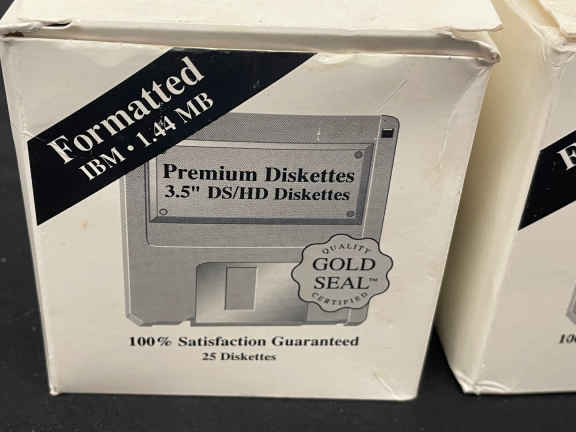 Formatted
IBM • 1.44 MB
Premium Diskettes
3.5" DS/HD Diskettes
QUALITY
GOLD
SEAL™
CERTIFIED
100% Satisfaction Guaranteed
25 Diskettes